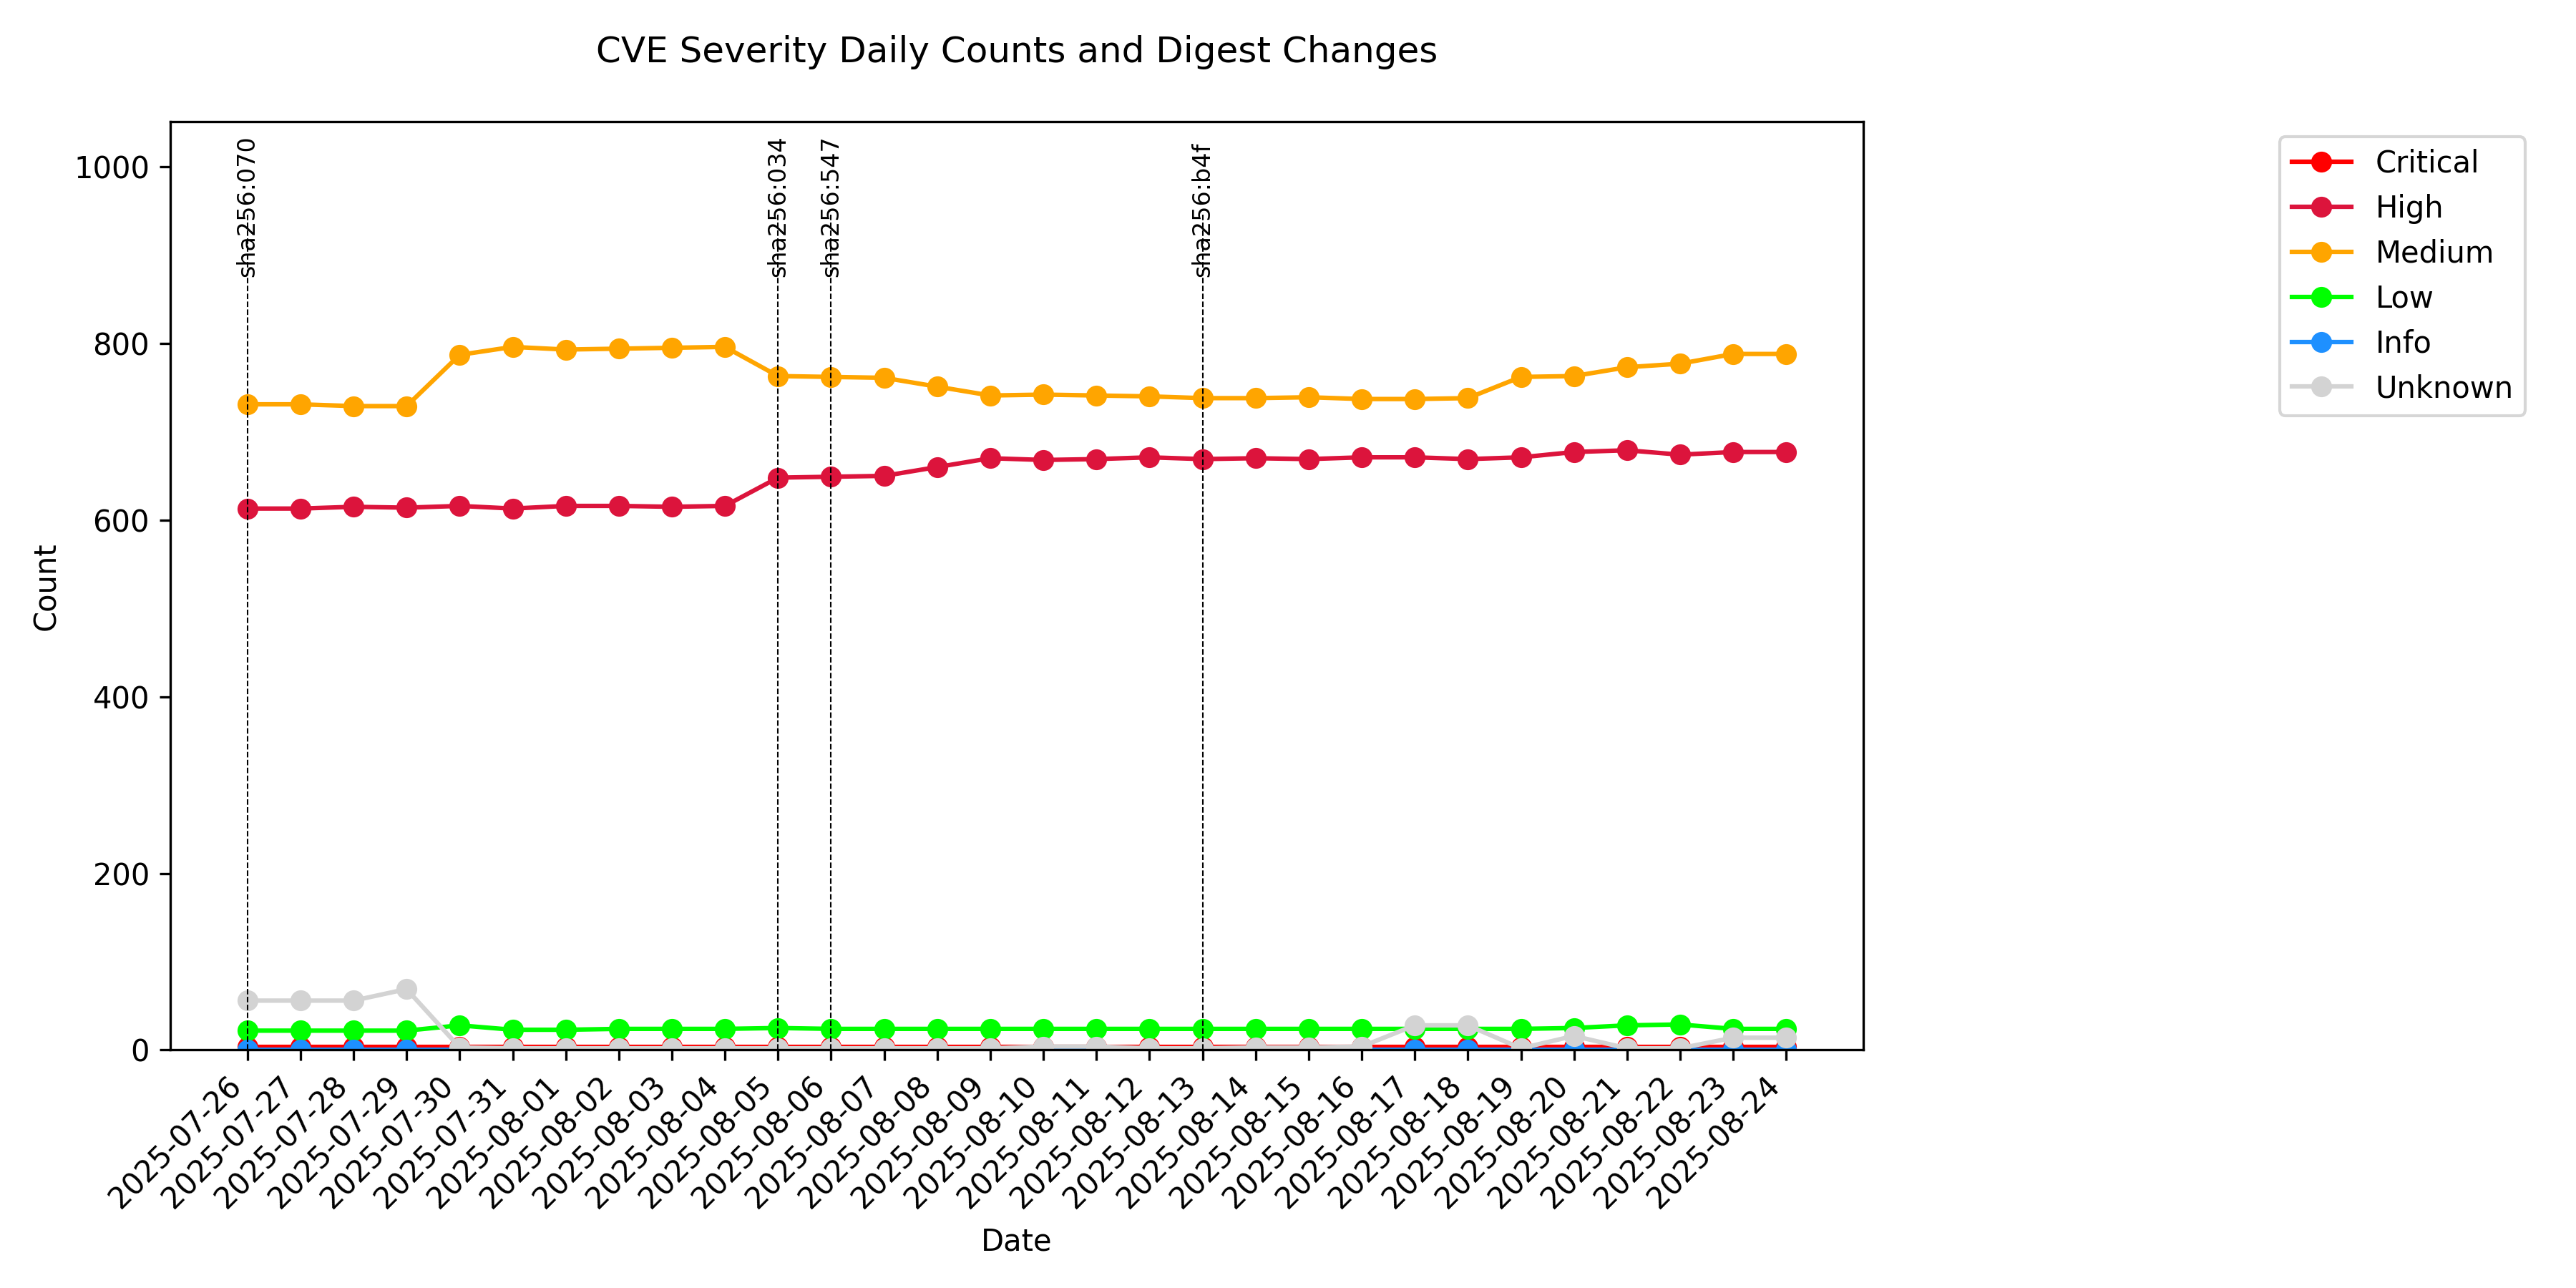 CVE Severity Daily Counts and Digest Changes
sha256:070
sha256:034
sha256:547
sha256:b4f
Critical
High
Medium
Low
Info
Unknown
1000
800
600
400
200
0
Count
2025-07-26
2025-07-27
2025-07-28
2025-07-29
2025-07-30
2025-07-31
2025-08-01
2025-08-02
2025-08-03
2025-08-04
2025-08-05
2025-08-06
2025-08-07
2025-08-08
2025-08-09
2025-08-10
2025-08-11
2025-08-12
2025-08-13
2025-08-14
2025-08-15
2025-08-16
2025-08-17
2025-08-18
2025-08-19
2025-08-20
2025-08-21
2025-08-22
2025-08-23
2025-08-24
Date